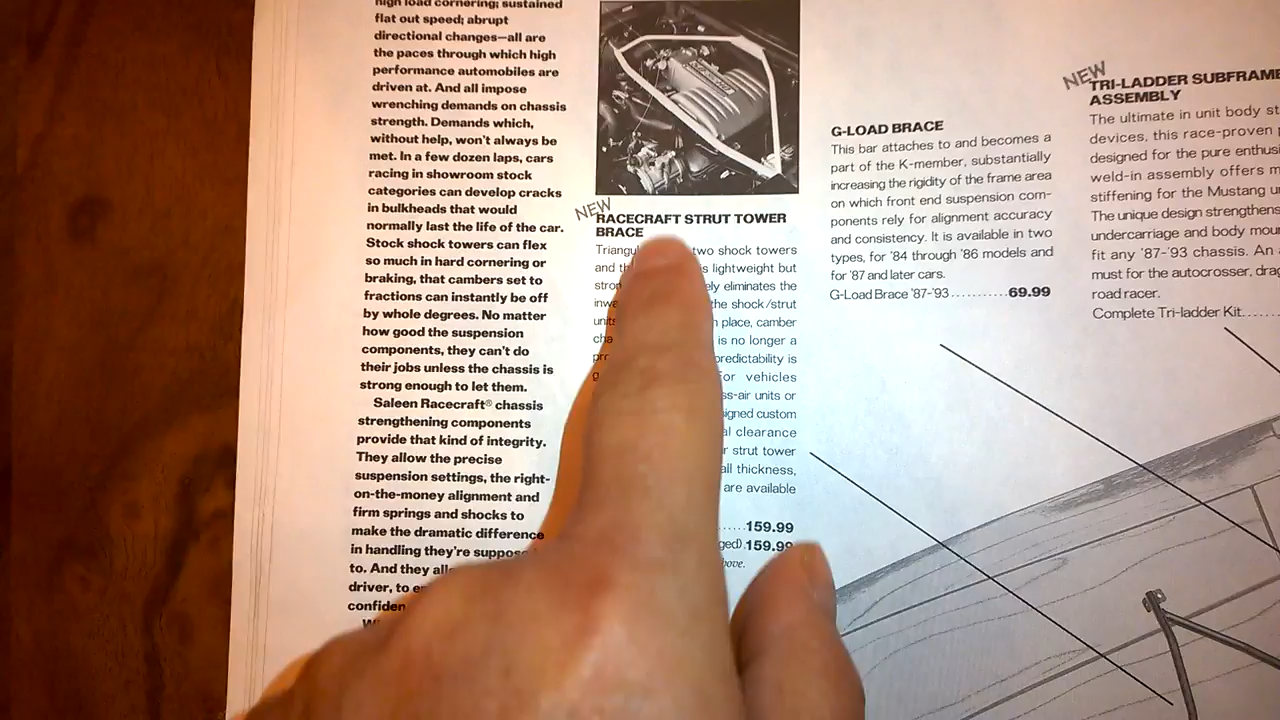 high load cornering; sustained
flat out speed; abrupt
directional changes—all are
the paces through which high
performance automobiles are
driven at. And all impose
wrenching demands on chassis
strength. Demands which,
without help, won't always be
met. In a few dozen laps, cars
racing in showroom stock
categories can develop cracks
in bulkheads that would
normally last the life of the car.
Stock shock towers can flex
so much in hard cornering or
braking, that cambers set to
fractions can instantly be off
by whole degrees. No matter
how good the suspension
components, they can't do
their jobs unless the chassis is
strong enough to let them.
Saleen Racecraft® chassis
strengthening components
provide that kind of integrity.
They allow the precise
suspension settings, the right-
on-the-money alignment and
firm springs and shocks to
make the dramatic difference
in handling they're
to. And they
driver, to
NEW
RACECRAFT STRUT TOWER
BRACE
two shock towers
and is lightweight but
eliminates the
the shock/strut
units place, camber
is no longer a
predictability is
vehicles
units or
custom
clearance
strut tower
thickness,
are available
159.99
159.99
G-LOAD BRACE
This bar attaches to and becomes a
part of the K-member, substantially
increasing the rigidity of the frame area
on which front end suspension com-
ponents rely for alignment accuracy
and consistency. It is available in two
types, for '84 through '86 models and
for '87 and later cars.
G-Load Brace '87-'93..........69.99
NEW
TRI-LADDER SUBFRAME
ASSEMBLY
The ultimate in unit body
devices, this race-proven
designed for the pure
weld-in assembly offers
stiffening for the Mustang
The unique design strengthens
undercarriage and body
fit any '87-'93 chassis. An
must for the autocrosser,
road racer.
Complete Tri-ladder Kit....